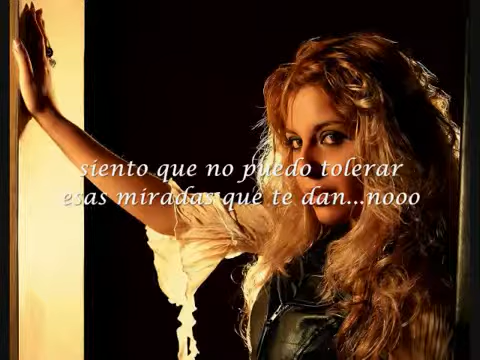 siento que no puedo tolerar
esas miradas que te dan...nooo